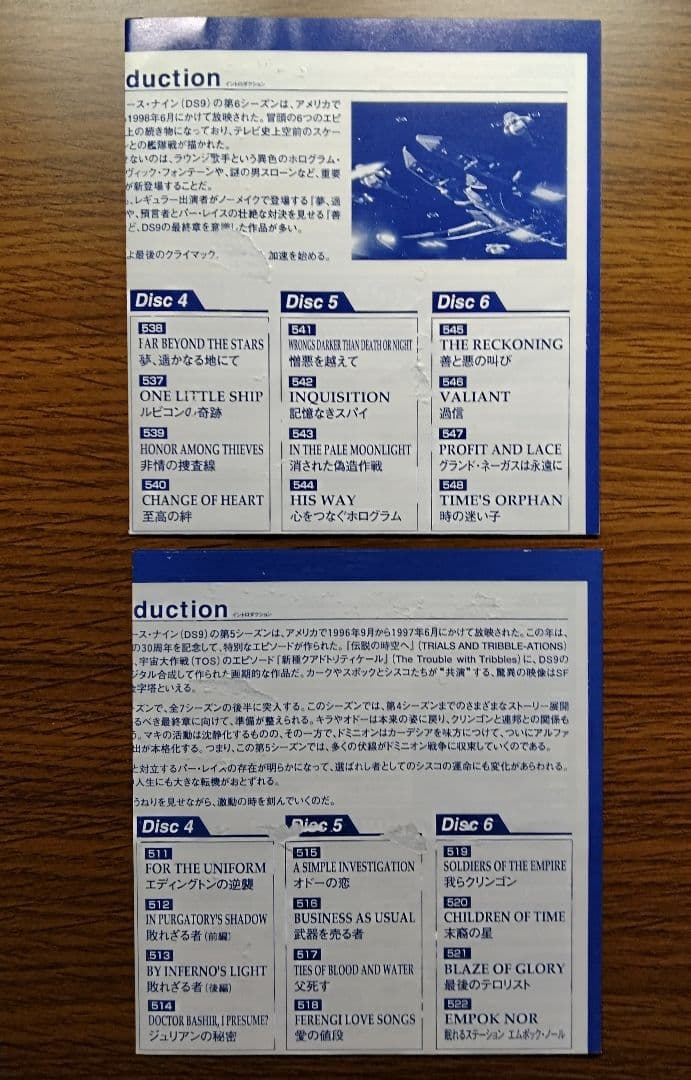 duction イントロダクション
ース・ナイン(DS9)の第6シーズンは、アメリカで
1998年6月にかけて放映された。冒頭の6つのエピ
上の続き物になっており、テレビ史上空前のスケー
との艦隊戦が描かれた。
せないのは、ラウンジ歌手という異色のホログラム・
ヴィック・フォンテーンや、謎の男スローンなど、重要
が新登場することだ。
、レギュラー出演者がノーメイクで登場する『夢、遥
や、預言者とパー・レイスの壮絶な対決を見せる『善
ど、DS9の最終章を意識した作品が多い。
よ最後のクライマック、 加速を始める。
Disc 4
538
FAR BEYOND THE STARS
夢、遥かなる地にて
537
ONE LITTLE SHIP
ルビコンの奇跡
539
HONOR AMONG THIEVES
非情の捜査線
540
CHANGE OF HEART
至高の絆
Disc 5
541
WRONGS DARKER THAN DEATH OR NIGHT
憎悪を越えて
542
INQUISITION
記憶なきスパイ
543
IN THE PALE MOONLIGHT
消された偽造作戦
544
HIS WAY
心をつなぐホログラム
Disc 6
545
THE RECKONING
善と悪の叫び
546
VALIANT
過信
547
PROFIT AND LACE
グランド・ネーガスは永遠に
548
TIME'S ORPHAN
時の迷い子
duction イントロダクション
ース・ナイン(DS9)の第5シーズンは、アメリカで1996年9月から1997年6月にかけて放映された。この年は、
の30周年を記念して、特別なエピソードが作られた。『伝説の時空へ』(TRIALS AND TRIBBLE-ATIONS)
、宇宙大作戦(TOS)のエピソード『新種クアドトリティケール』(The Trouble with Tribbles)に、DS9の
ジタル合成して作られた画期的な作品だ。カークやスポックとシスコたちが"共演"する、驚異の映像はSF
金字塔といえる。
ズンで、全7シーズンの後半に突入する。このシーズンでは、第4シーズンまでのさまざまなストーリー展開
るべき最終章に向けて、準備が整えられる。キラやオドーは本来の姿に戻り、クリンゴンと連邦との関係も
う。マキの活動は沈静化するものの、その一方で、ドミニオンはカーデシアを味方につけて、ついにアルファ
出が本格化する。つまり、この第5シーズンでは、多くの伏線がドミニオン戦争に収束していくのである。
と対立するパー・レイスの存在が明らかになって、選ばれし者としてのシスコの運命にも変化があらわる。
人生にも大きな転機がおとずれる。
うねりを見せながら、激動の時を刻んでいくのだ。
Disc 4
511
FOR THE UNIFORM
エディングトンの逆襲
512
IN PURGATORY'S SHADOW
敗れざる者(前編)
513
BY INFERNO'S LIGHT
敗れざる者(後編)
514
DOCTOR BASHIR, I PRESUME?
ジュリアンの秘密
Disc 5
515
A SIMPLE INVESTIGATION
オドーの恋
516
BUSINESS AS USUAL
武器を売る者
517
TIES OF BLOOD AND WATER
父死す
518
FERENGI LOVE SONGS
愛の値段
Disc 6
519
SOLDIERS OF THE EMPIRE
我らクリンゴン
520
CHILDREN OF TIME
末裔の星
521
BLAZE OF GLORY
最後のテロリスト
522
EMPOK NOR
眠れるステーション エムポック・ノール